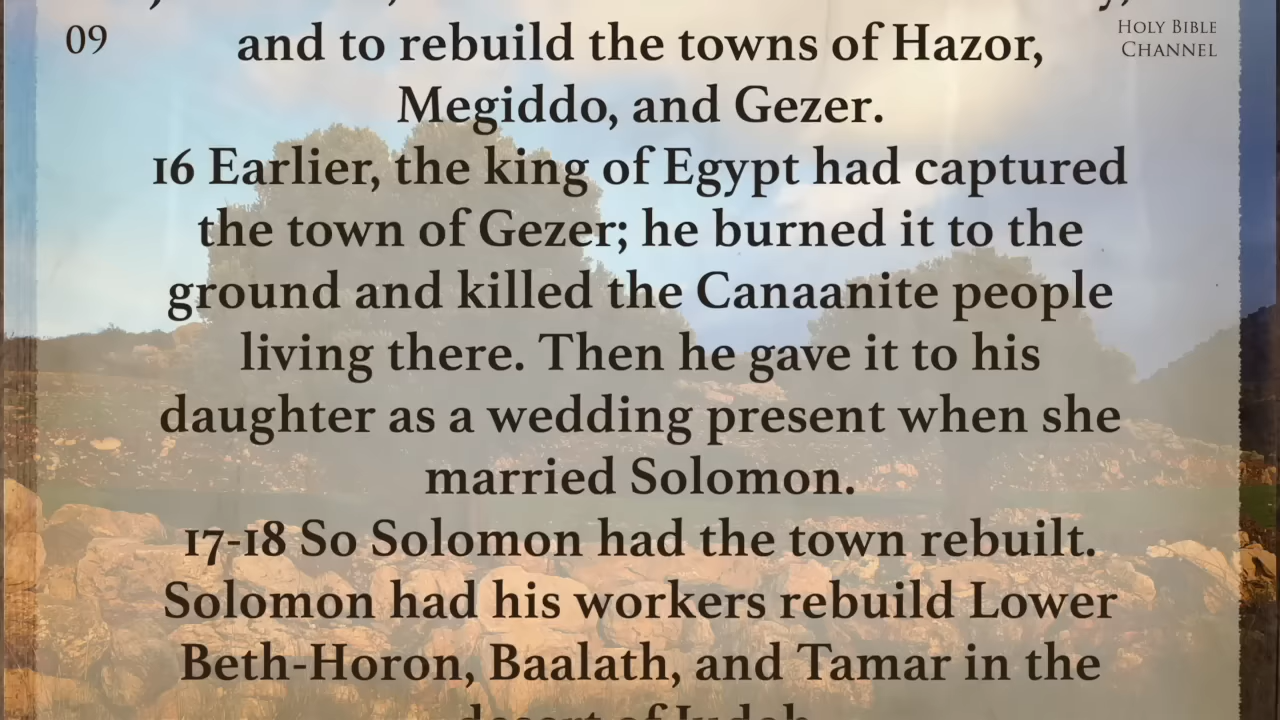 09
HOLY BIBLE
CHANNEL
and to rebuild the towns of Hazor,
Megiddo, and Gezer.
16 Earlier, the king of Egypt had captured
the town of Gezer; he burned it to the
ground and killed the Canaanite people
living there. Then he gave it to his
daughter as a wedding present when she
married Solomon.
17-18 So Solomon had the town rebuilt.
Solomon had his workers rebuild Lower
Beth-Horon, Baalath, and Tamar in the
desert of Judah.